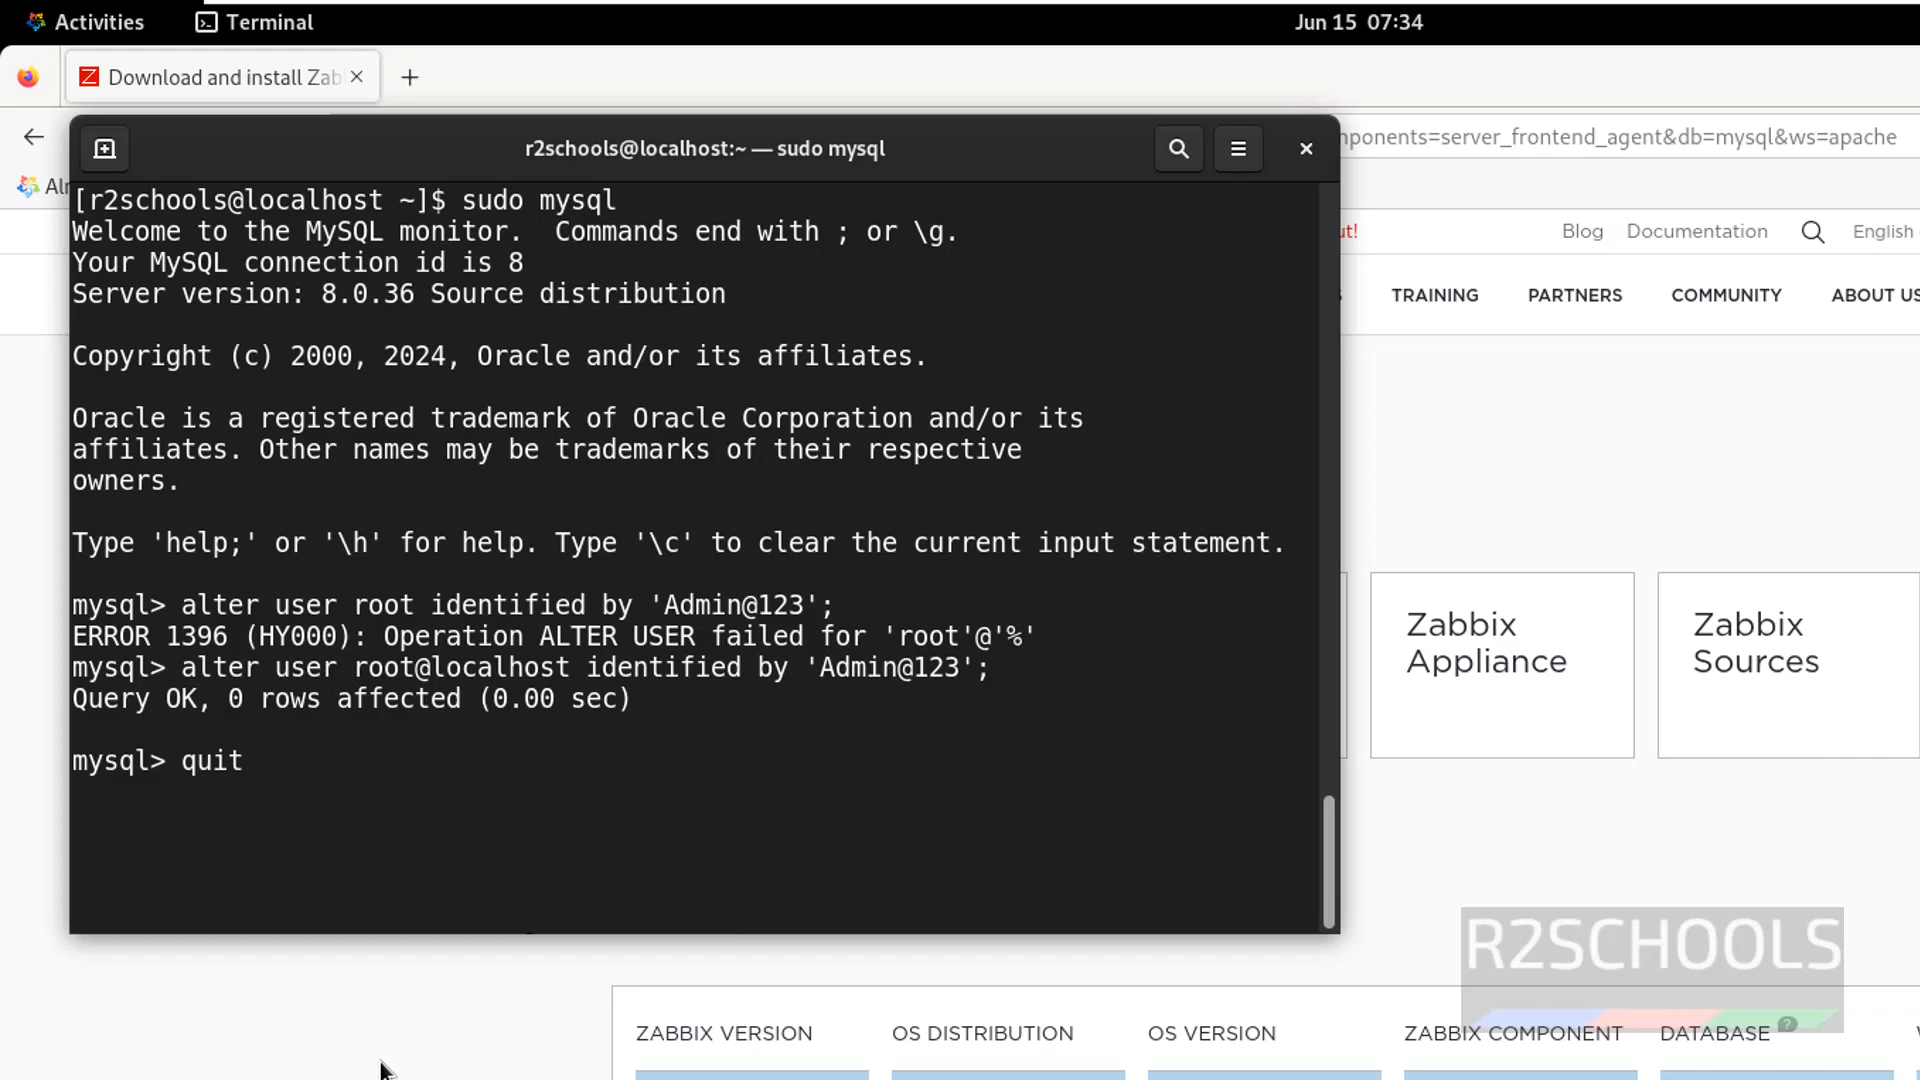 Activities
Terminal
Jun 15 07:34
Download and install Zab
mponents=server_frontend_agent&db=mysql&ws=apache
r2schools@localhost:~ — sudo mysql
[r2schools@localhost ~]$ sudo mysql
Welcome to the MySQL monitor.  Commands end with ; or \g.
Your MySQL connection id is 8
Server version: 8.0.36 Source distribution
Copyright (c) 2000, 2024, Oracle and/or its affiliates.
Oracle is a registered trademark of Oracle Corporation and/or its
affiliates. Other names may be trademarks of their respective
owners.
Type 'help;' or '\h' for help. Type '\c' to clear the current input statement.
mysql> alter user root identified by 'Admin@123';
ERROR 1396 (HY000): Operation ALTER USER failed for 'root'@'%'
mysql> alter user root@localhost identified by 'Admin@123';
Query OK, 0 rows affected (0.00 sec)
mysql> quit
Blog Documentation English
TRAINING PARTNERS COMMUNITY ABOUT US
Zabbix
Appliance
Zabbix
Sources
R2SCHOOLS
ZABBIX VERSION OS DISTRIBUTION OS VERSION ZABBIX COMPONENT DATABASE